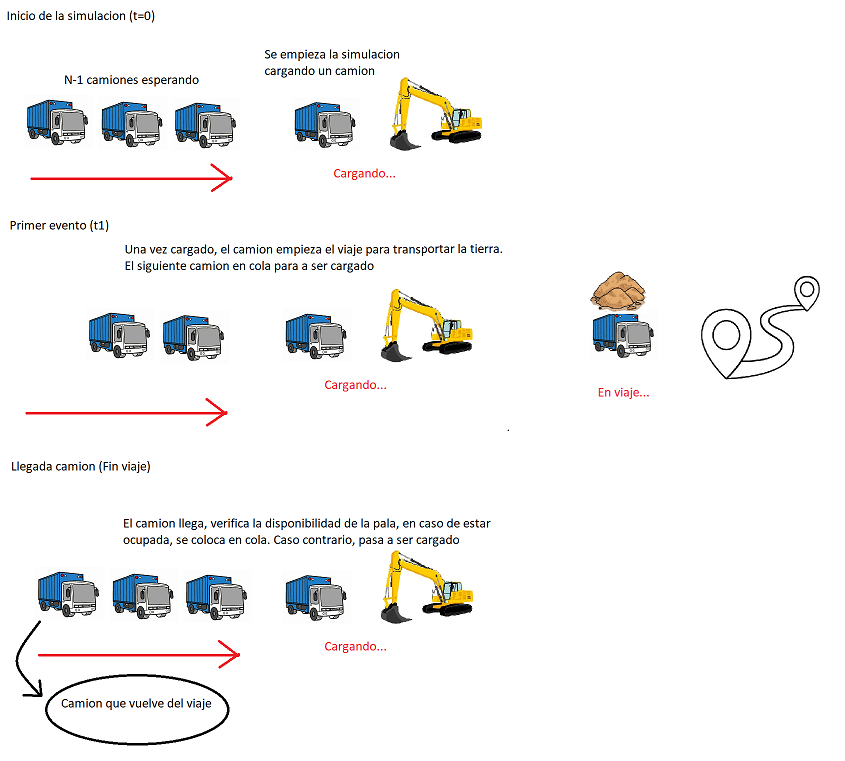 Inicio de la simulacion (t=0)
Se empieza la simulacion
cargando un camion
N-1 camiones esperando
Cargando...
Primer evento (t1)
Una vez cargado, el camion empieza el viaje para transportar la tierra.
El siguiente camion en cola para a ser cargado
Cargando...
En viaje...
Llegada camion (Fin viaje)
El camion llega, verifica la disponibilidad de la pala, en caso de estar
ocupada, se coloca en cola. Caso contrario, pasa a ser cargado
Cargando...
Camion que vuelve del viaje